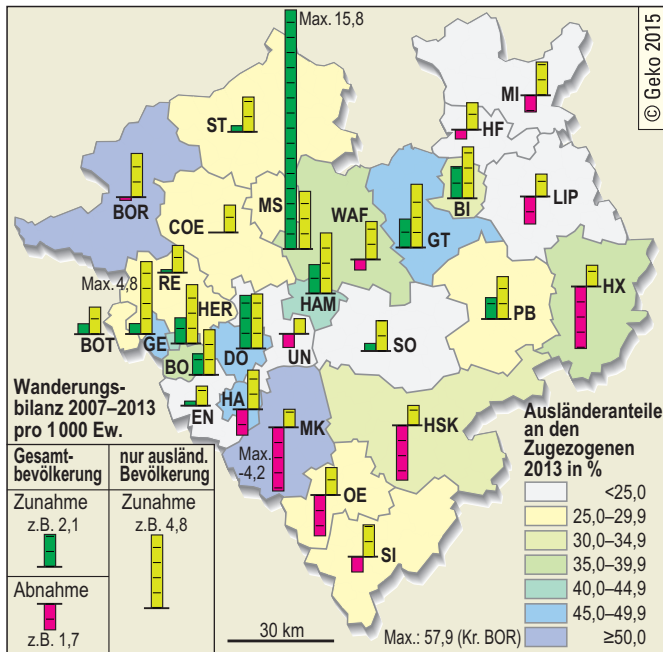 © Geko 2015
Max. 15,8
MI
HF
ST
BOR
COE
MS
WAF
BI
GT
LIP
RE
Max. 4,8
HER
HAM
PB
HX
BOT
GE
BO
DO
UN
SO
EN
HA
MK
HSK
Max.
-4,2
OE
SI
Wanderungs-
bilanz 2007–2013
pro 1000 Ew.
Gesamt-
bevölkerung
Zunahme
z.B. 2,1
Abnahme
z.B. 1,7
nur ausländ.
Bevölkerung
Zunahme
z.B. 4,8
30 km
Ausländeranteile
an den
Zugezogenen
2013 in %
<25,0
25,0–29,9
30,0–34,9
35,0–39,9
40,0–44,9
45,0–49,9
≥50,0
Max.: 57,9 (Kr. BOR)